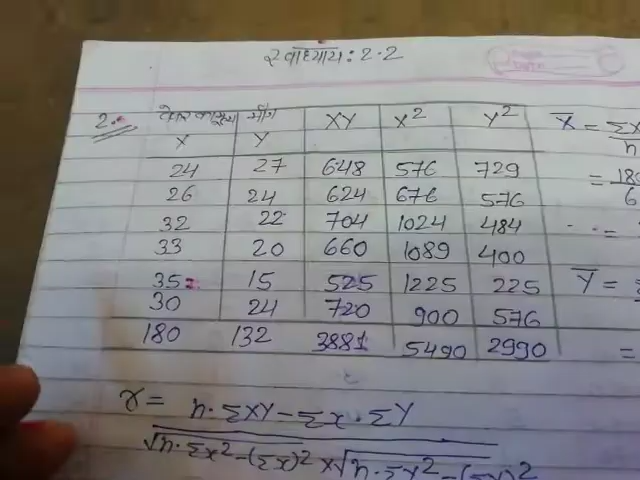 स्वाध्याय: 2.2
2. X Y XY X² Y² X̄ = ΣX
24 27 648 576 729 n
26 24 624 676 576 = 180
32 22 704 1024 484 6
33 20 660 1089 400 =
35 15 525 1225 225 Ȳ =
30 24 720 900 576
180 132 3881 5490 2990 =
r = n·ΣXY−Σx·ΣY
√n·Σx²−(Σx)² × √n·ΣY²−(ΣY)²